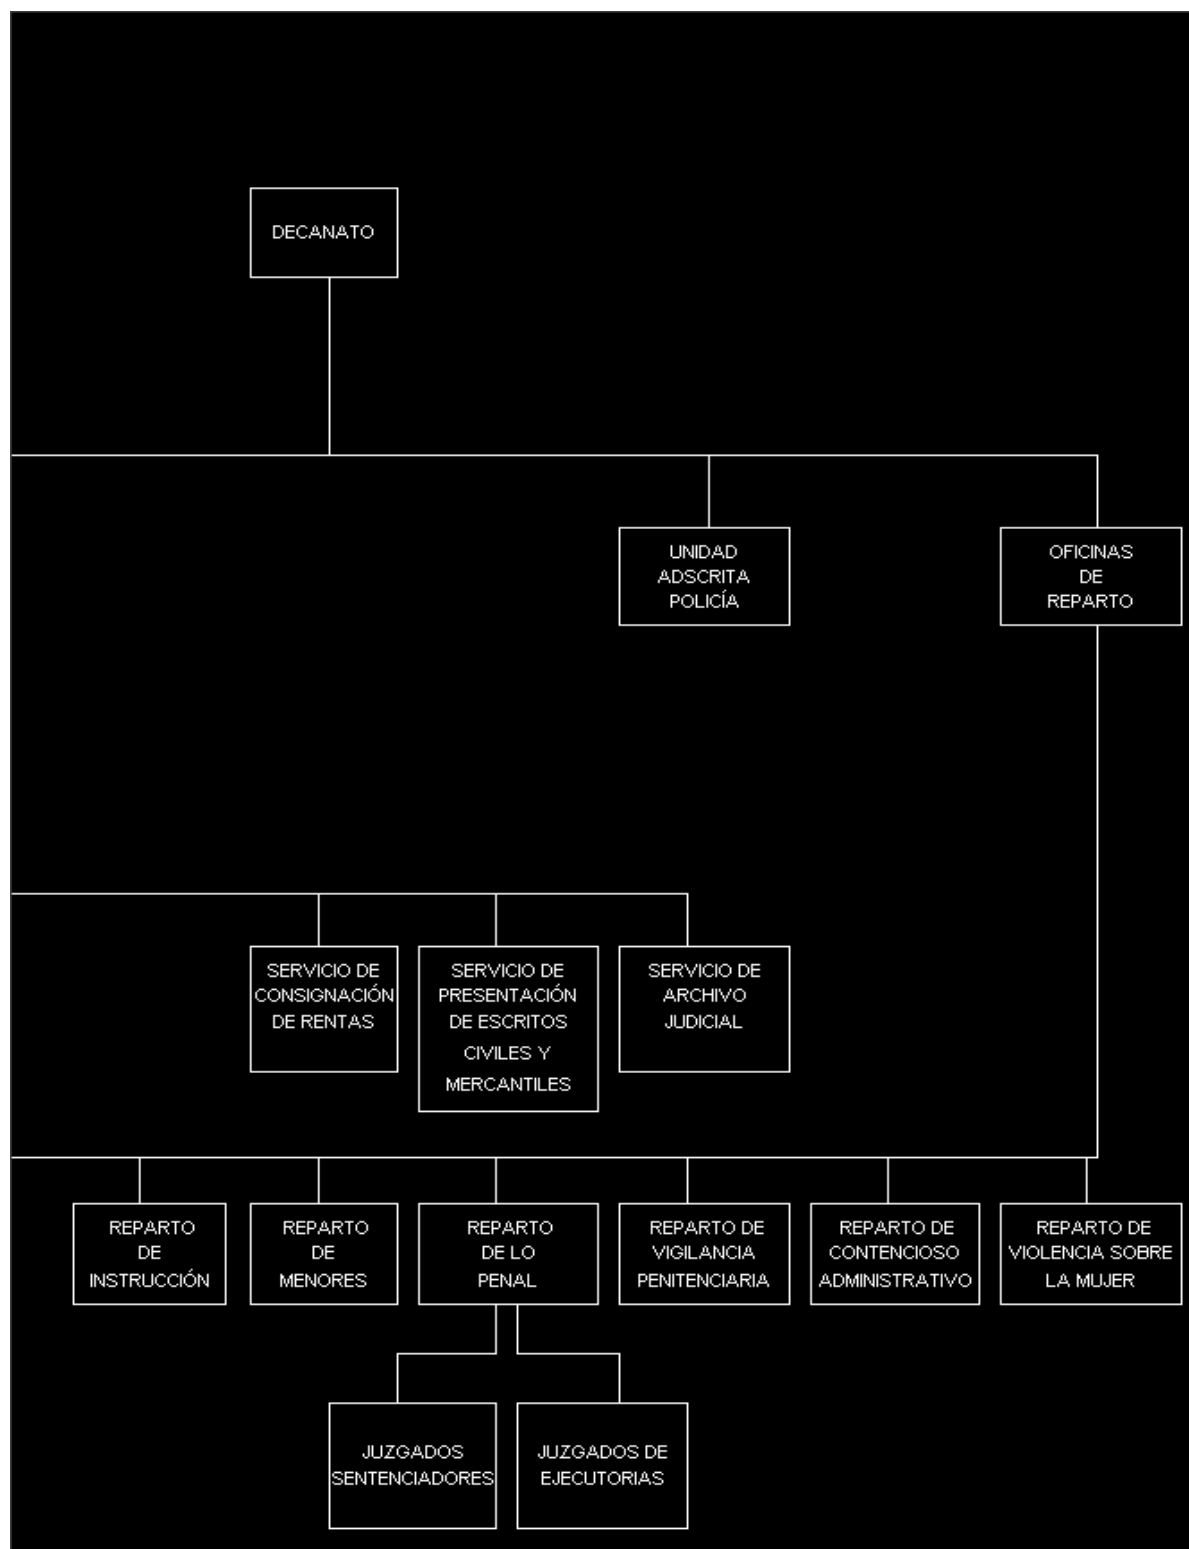 DECANATO
UNIDAD
ADSCRITA
POLICÍA
OFICINAS
DE
REPARTO
SERVICIO DE
CONSIGNACIÓN
DE RENTAS
SERVICIO DE
PRESENTACIÓN
DE ESCRITOS
CIVILES Y
MERCANTILES
SERVICIO DE
ARCHIVO
JUDICIAL
REPARTO
DE
INSTRUCCIÓN
REPARTO
DE
MENORES
REPARTO
DE LO
PENAL
REPARTO DE
VIGILANCIA
PENITENCIARIA
REPARTO DE
CONTENCIOSO
ADMINISTRATIVO
REPARTO DE
VIOLENCIA SOBRE
LA MUJER
JUZGADOS
SENTENCIADORES
JUZGADOS DE
EJECUTORIAS